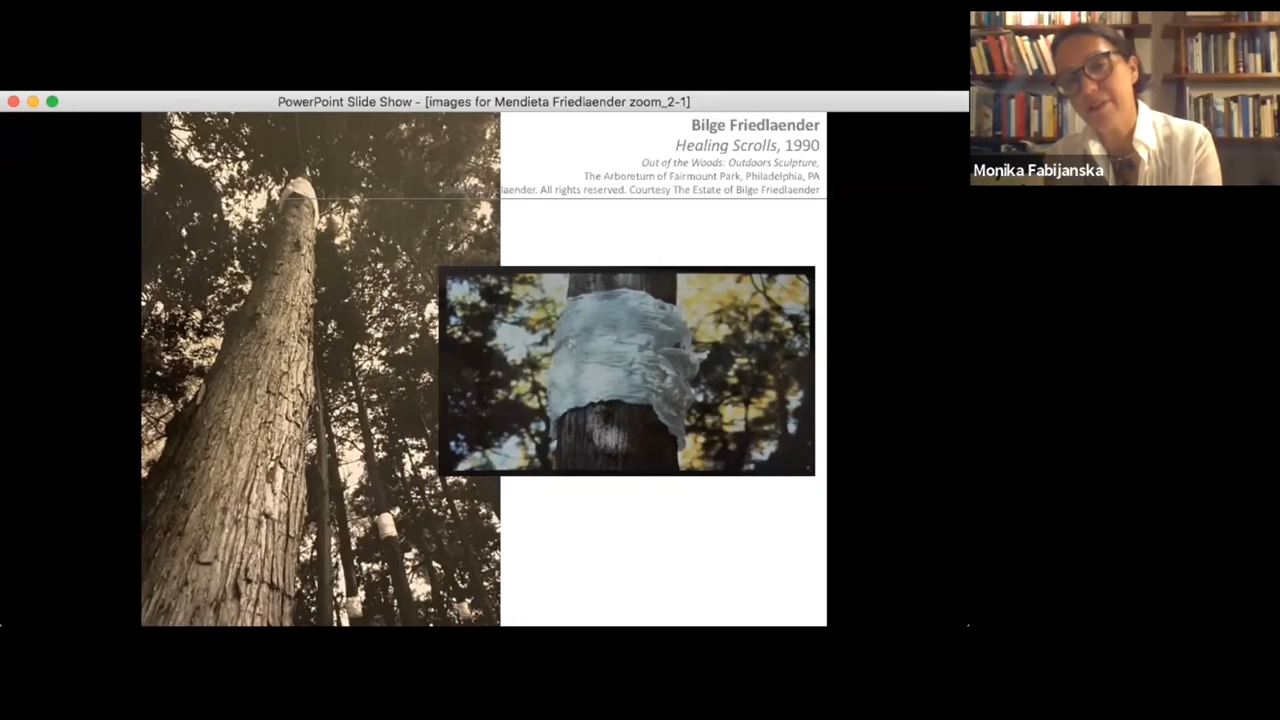 PowerPoint Slide Show - [images for Mendieta Friedlaender zoom_2-1]
Bilge Friedlaender
Healing Scrolls, 1990
Out of the Woods: Outdoors Sculpture,
The Arboretum of Fairmount Park, Philadelphia, PA
laender. All rights reserved. Courtesy The Estate of Bilge Friedlaender
Monika Fabijanska